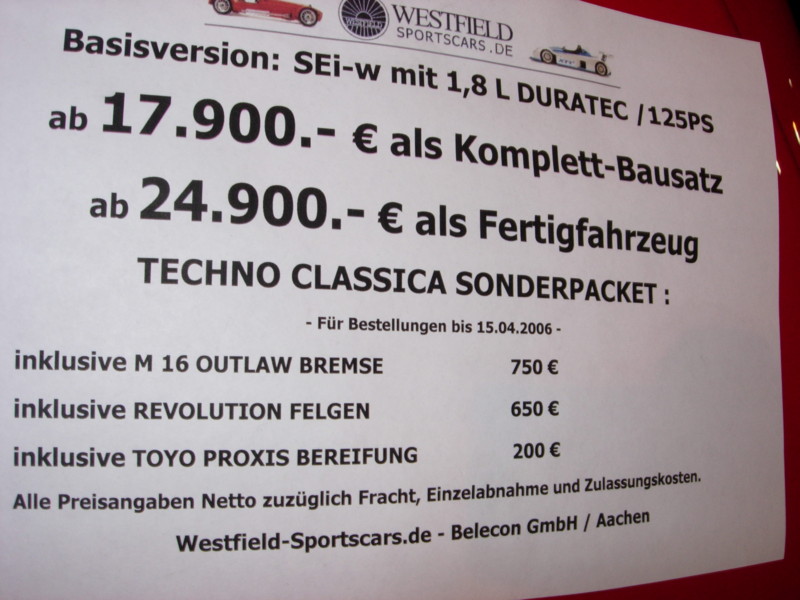 WESTFIELD
SPORTSCARS.DE
Basisversion: SEi-w mit 1,8 L DURATEC /125PS
ab 17.900.- € als Komplett-Bausatz
ab 24.900.- € als Fertigfahrzeug
TECHNO CLASSICA SONDERPACKET :
- Für Bestellungen bis 15.04.2006 -
inklusive M 16 OUTLAW BREMSE 750 €
inklusive REVOLUTION FELGEN 650 €
inklusive TOYO PROXIS BEREIFUNG 200 €
Alle Preisangaben Netto zuzüglich Fracht, Einzelabnahme und Zulassungskosten.
Westfield-Sportscars.de - Belecon GmbH / Aachen